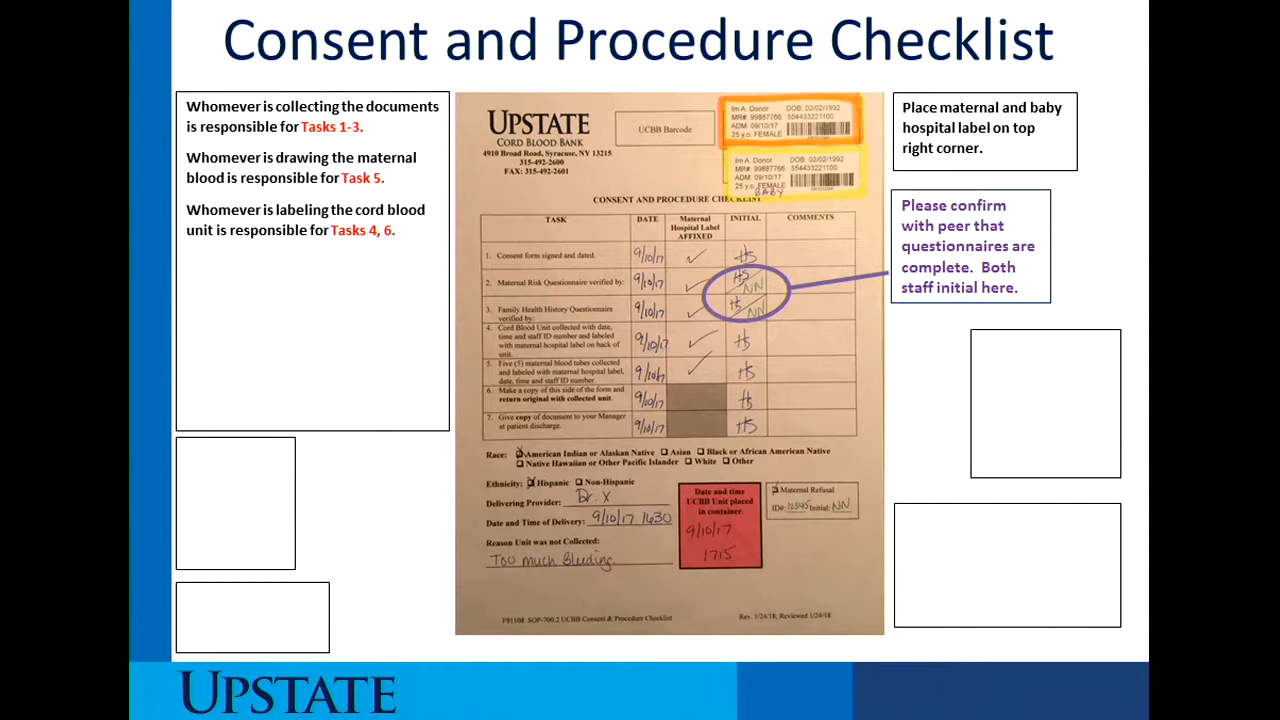 Consent and Procedure Checklist
Whomever is collecting the documents
is responsible for Tasks 1-3.
Whomever is drawing the maternal
blood is responsible for Task 5.
Whomever is labeling the cord blood
unit is responsible for Tasks 4, 6.
UPSTATE
CORD BLOOD BANK
4910 Broad Road, Syracuse, NY 13215
315-492-2600
FAX: 315-492-2601
UCBB Barcode
Im A. Donor DOB: 02/02/1992
MR#: 99887766 554433221100
ADM: 09/10/17
25 y.o. FEMALE
Im A. Donor DOB: 02/02/1992
MR#: 99887766 554433221100
ADM: 09/10/17
25 y.o. FEMALE
BABY
CONSENT AND PROCEDURE CHECKLIST
TASK DATE Maternal Hospital Label AFFIXED INITIAL COMMENTS
1. Consent form signed and dated. 9/10/17 ✓ HS
2. Maternal Risk Questionnaire verified by: 9/10/17 ✓ HS / NN
3. Family Health History Questionnaire
verified by: 9/10/17 ✓ HS / NN
4. Cord Blood Unit collected with date,
time and staff ID number and labeled
with maternal hospital label on back of
unit. 9/10/17 ✓ HS
5. Five (5) maternal blood tubes collected
and labeled with maternal hospital label,
date, time and staff ID number. 9/10/17 ✓ HS
6. Make a copy of this side of the form and
return original with collected unit. 9/10/17 HS
7. Give copy of document to your Manager
at patient discharge. 9/10/17 HS
Race: American Indian or Alaskan Native Asian Black or African American Native
Native Hawaiian or Other Pacific Islander White Other
Ethnicity: Hispanic Non-Hispanic
Delivering Provider: Dr. X
Date and Time of Delivery: 9/10/17 1630
Reason Unit was not Collected:
Too much Bleeding
Date and time
UCBB Unit placed
in container
9/10/17
1715
Maternal Refusal
ID#: 12345 Initial: NN
F91108 SOP-700.2 UCBB Consent & Procedure Checklist Rev. 1/24/18; Reviewed 1/24/18
Place maternal and baby
hospital label on top
right corner.
Please confirm
with peer that
questionnaires are
complete. Both
staff initial here.
UPSTATE